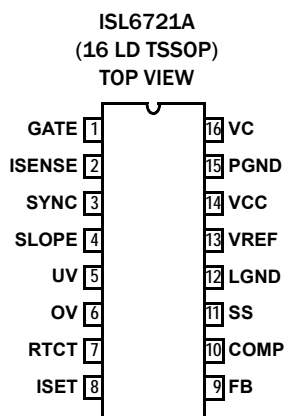 ISL6721A
(16 LD TSSOP)
TOP VIEW
GATE 1 16 VC
ISENSE 2 15 PGND
SYNC 3 14 VCC
SLOPE 4 13 VREF
UV 5 12 LGND
OV 6 11 SS
RTCT 7 10 COMP
ISET 8 9 FB